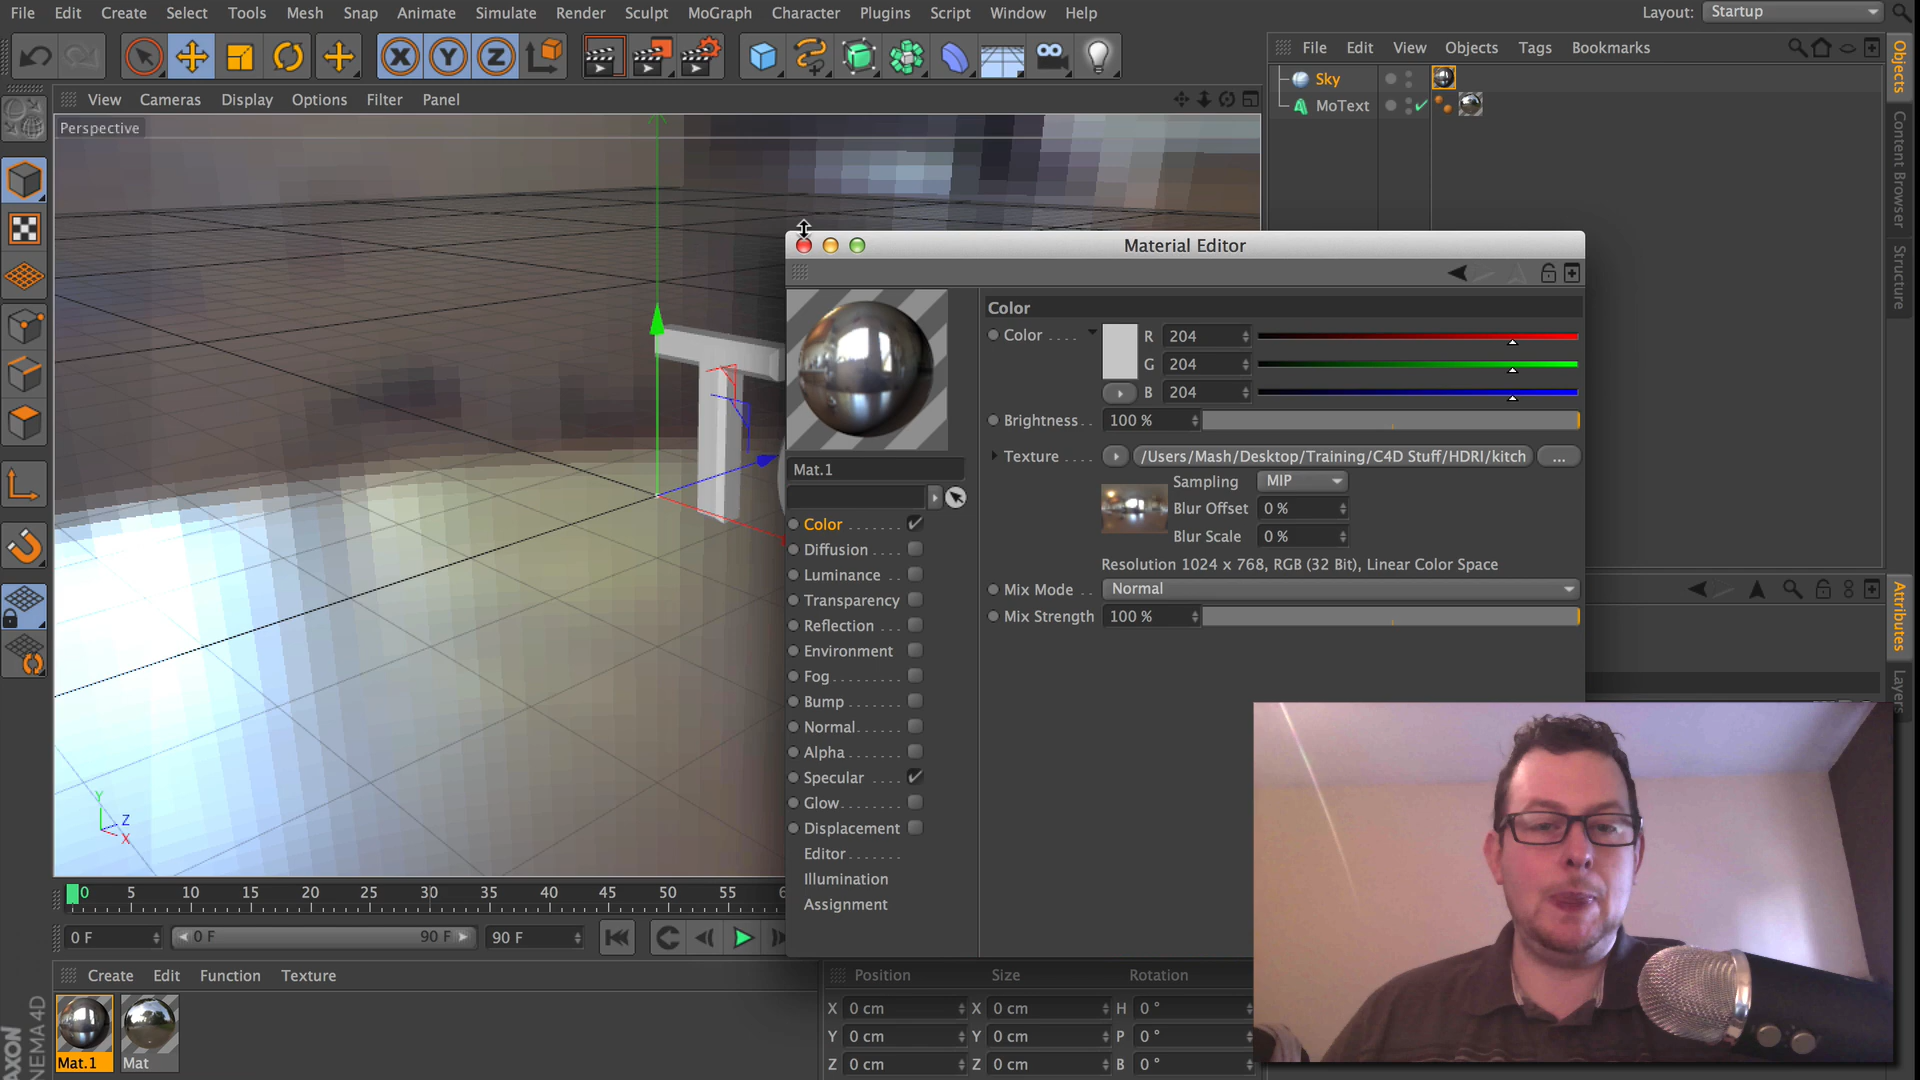 File Edit Create Select Tools Mesh Snap Animate Simulate Render Sculpt MoGraph Character Plugins Script Window Help
Layout: Startup
X Y Z
File Edit View Objects Tags Bookmarks
Sky
MoText
Objects
Content Browser
Structure
View Cameras Display Options Filter Panel
Perspective
Material Editor
Color
Color . . . .
R 204
G 204
B 204
Brightness. . 100 %
Texture . . . . /Users/Mash/Desktop/Training/C4D Stuff/HDRI/kitch ...
Sampling MIP
Blur Offset 0 %
Blur Scale 0 %
Resolution 1024 x 768, RGB (32 Bit), Linear Color Space
Mix Mode . . Normal
Mix Strength 100 %
Mat.1
Color . . . . . . .
Diffusion . . . .
Luminance . .
Transparency
Reflection . . . .
Environment
Fog. . . . . . . . .
Bump . . . . . . .
Normal. . . . . .
Alpha . . . . . . .
Specular . . . .
Glow. . . . . . . .
Displacement
Editor . . . . . . .
Illumination
Assignment
Attributes
Layers
T
Y
Z
X
0 5 10 15 20 25 30 35 40 45 50 55
0 F 0 F 90 F 90 F
Create Edit Function Texture
Mat.1 Mat
Position Size Rotation
X 0 cm X 0 cm H 0 °
Y 0 cm Y 0 cm P 0 °
Z 0 cm Z 0 cm B 0 °
AXON
NEMA 4D